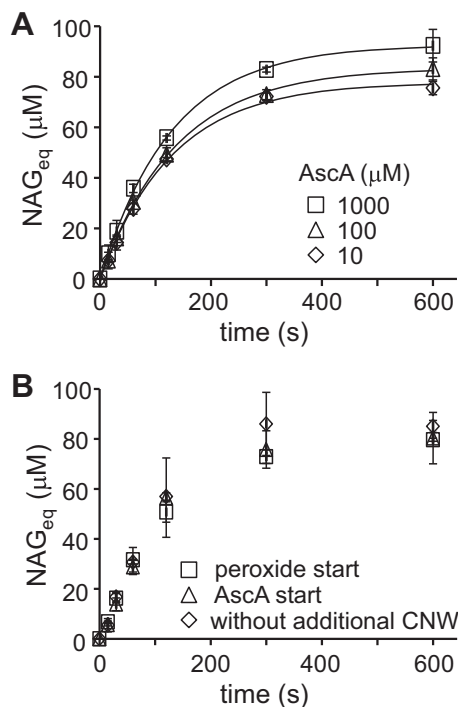 A
100
80
60
40
20
0
NAGeq (μM)
AscA (μM)
1000
100
10
0
200
400
600
time (s)
B
100
80
60
40
20
0
NAGeq (μM)
peroxide start
AscA start
without additional CNW
0
200
400
600
time (s)